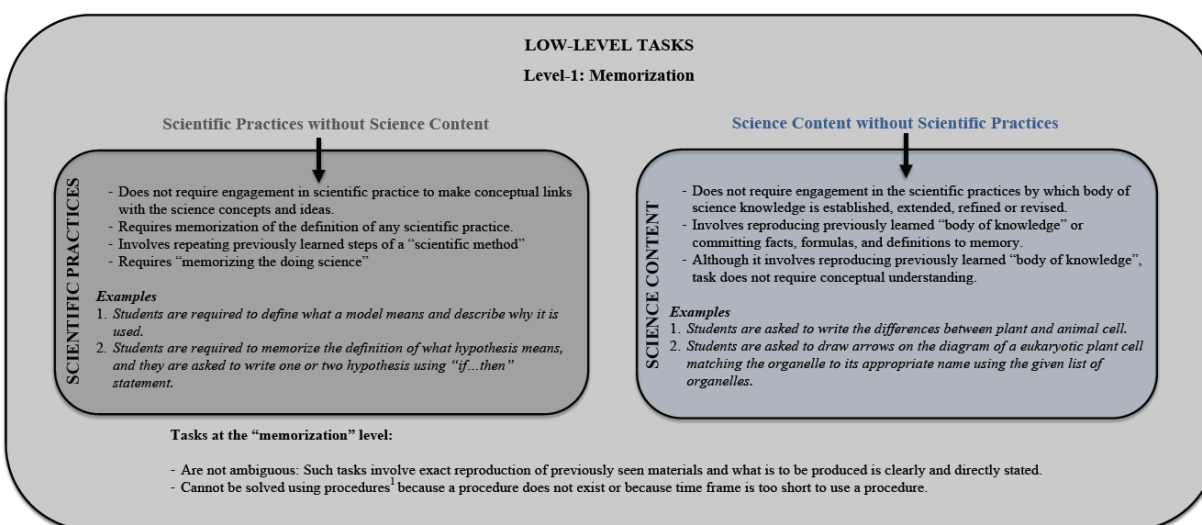 LOW-LEVEL TASKS
Level-1: Memorization
Scientific Practices without Science Content
SCIENTIFIC PRACTICES
- Does not require engagement in scientific practice to make conceptual links
with the science concepts and ideas.
- Requires memorization of the definition of any scientific practice.
- Involves repeating previously learned steps of a “scientific method”
- Requires “memorizing the doing science”
Examples
1. Students are required to define what a model means and describe why it is
used.
2. Students are required to memorize the definition of what hypothesis means,
and they are asked to write one or two hypothesis using “if…then”
statement.
Science Content without Scientific Practices
SCIENCE CONTENT
- Does not require engagement in the scientific practices by which body of
science knowledge is established, extended, refined or revised.
- Involves reproducing previously learned “body of knowledge” or
committing facts, formulas, and definitions to memory.
- Although it involves reproducing previously learned “body of knowledge”,
task does not require conceptual understanding.
Examples
1. Students are asked to write the differences between plant and animal cell.
2. Students are asked to draw arrows on the diagram of a eukaryotic plant cell
matching the organelle to its appropriate name using the given list of
organelles.
Tasks at the “memorization” level:
- Are not ambiguous: Such tasks involve exact reproduction of previously seen materials and what is to be produced is clearly and directly stated.
- Cannot be solved using procedures1 because a procedure does not exist or because time frame is too short to use a procedure.